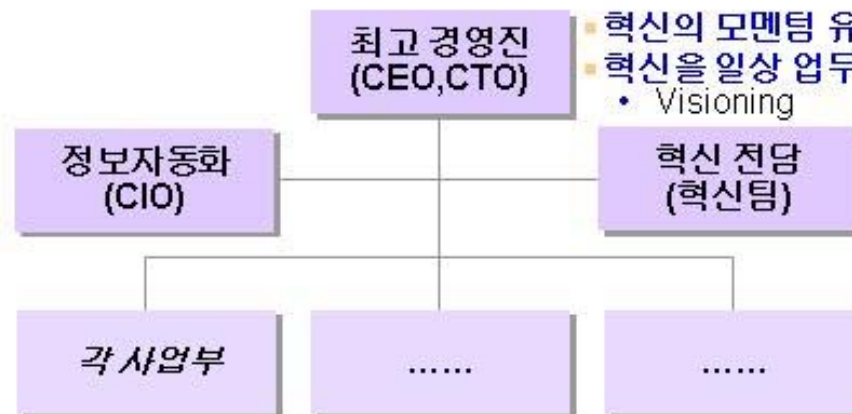 최고 경영진
(CEO,CTO)
혁신의 모멘텀 유
혁신을 일상 업무
• Visioning
정보자동화
(CIO)
혁신 전담
(혁신팀)
각 사업부
......
......